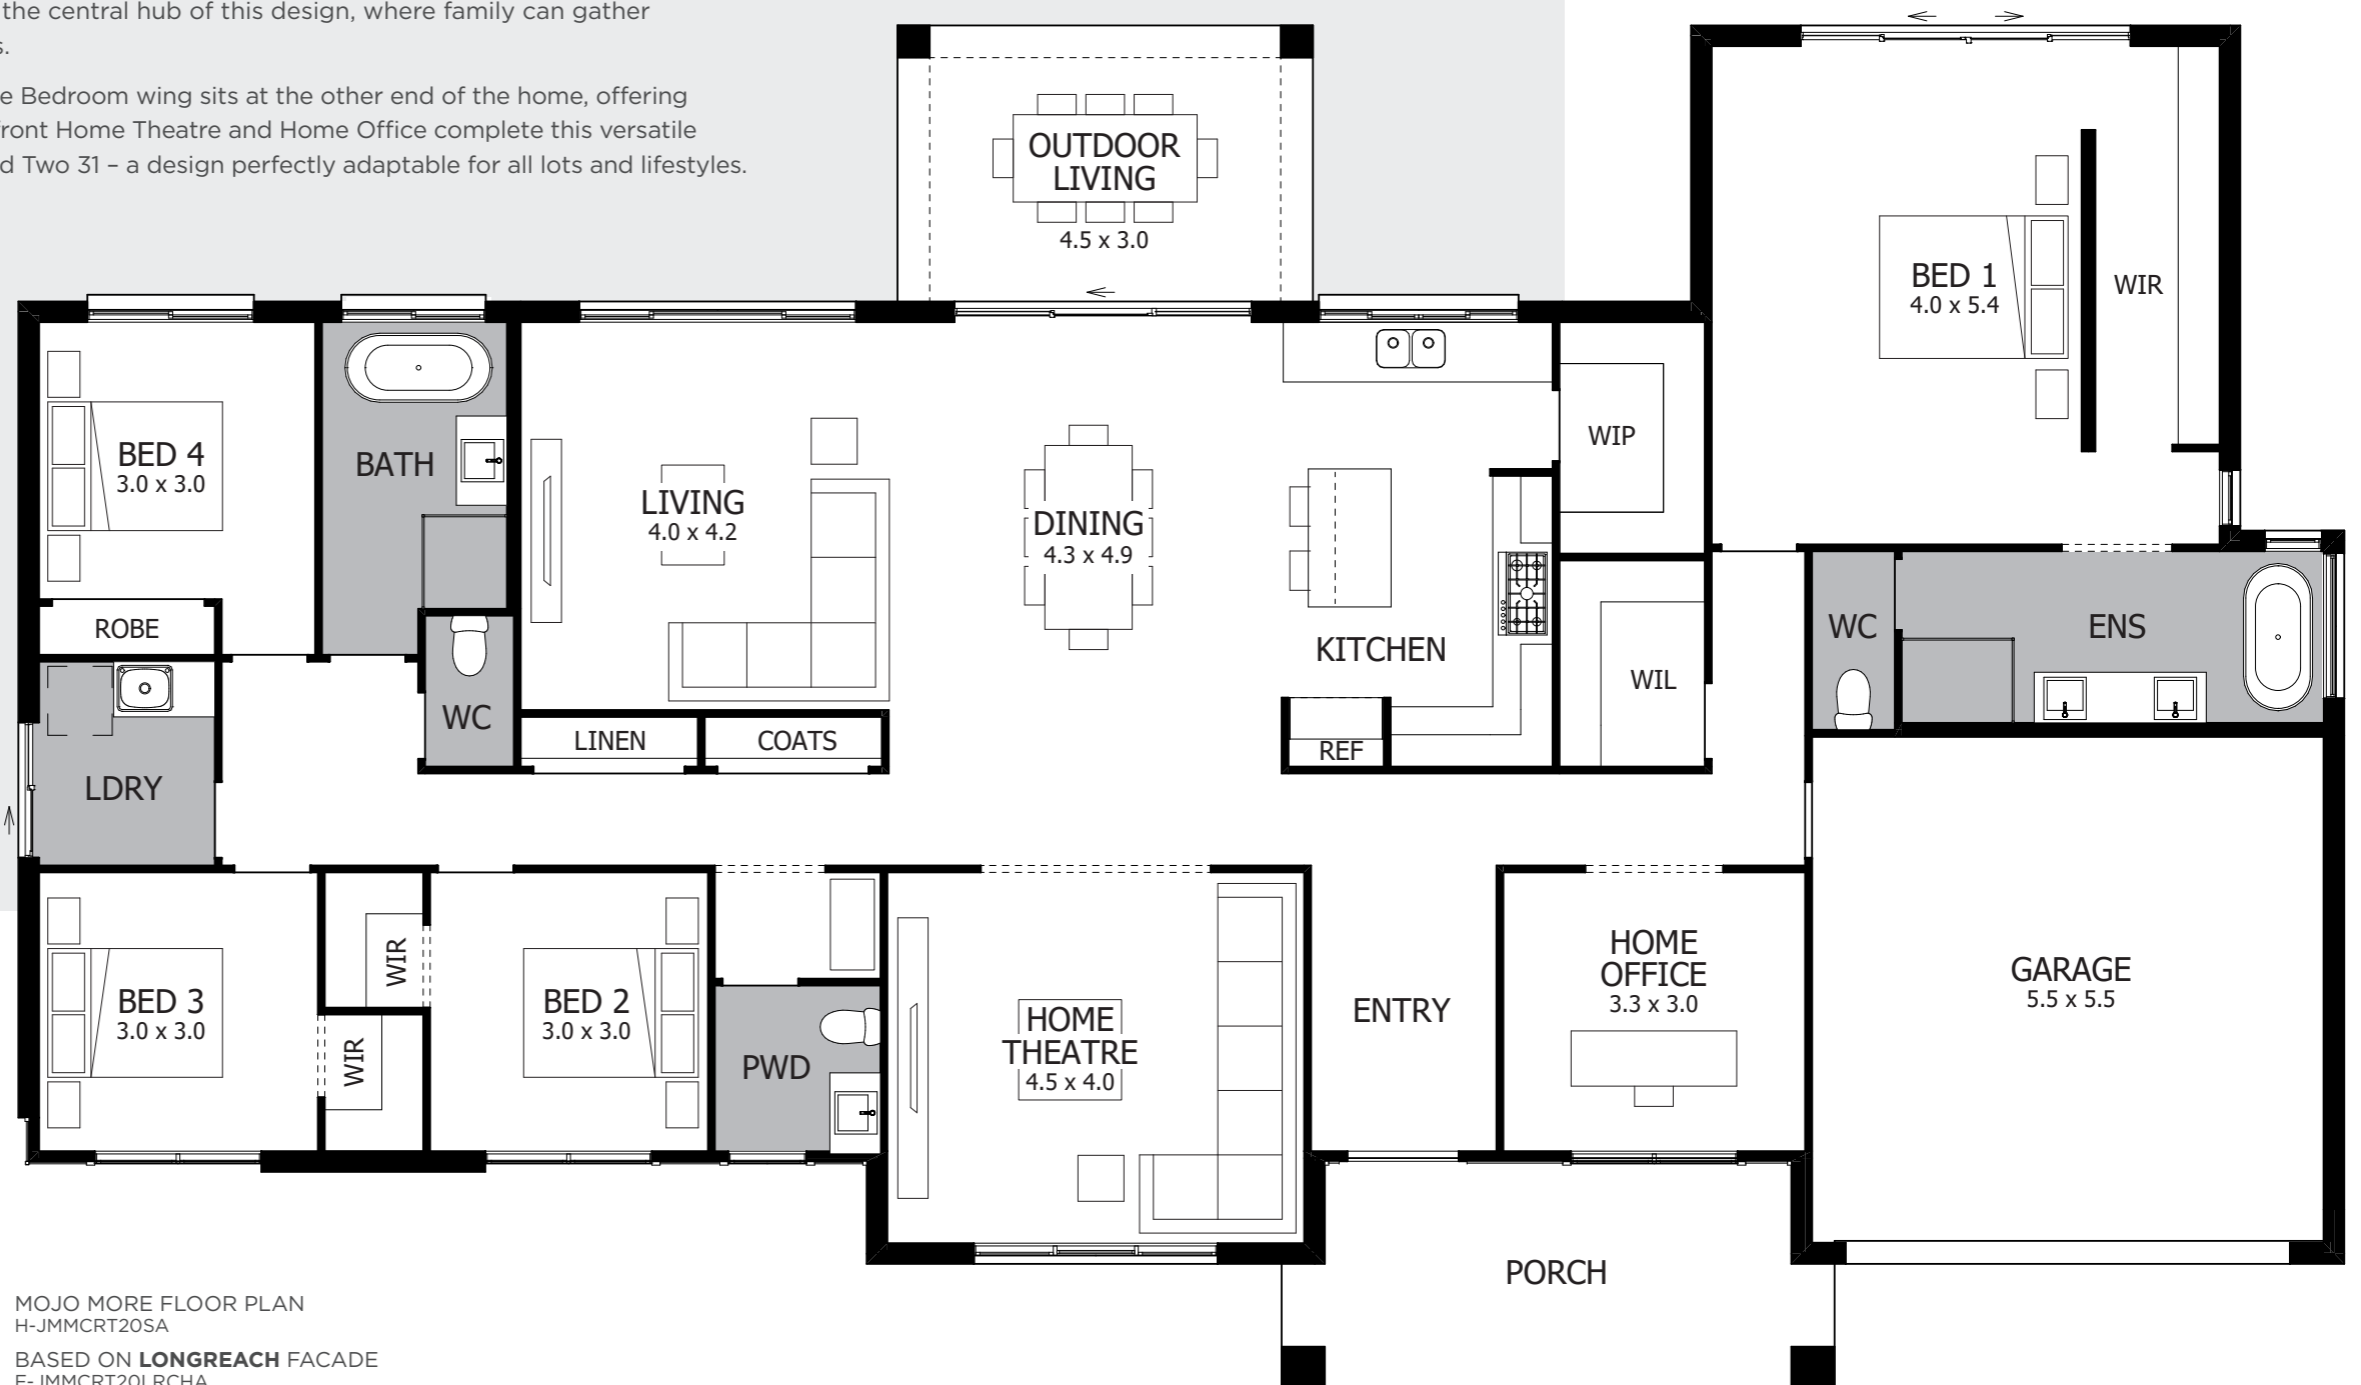 the central hub of this design, where family can gather
s.
e Bedroom wing sits at the other end of the home, offering
front Home Theatre and Home Office complete this versatile
d Two 31 – a design perfectly adaptable for all lots and lifestyles.
OUTDOOR
LIVING
4.5 x 3.0
BED 1
4.0 x 5.4
WIR
BED 4
3.0 x 3.0
BATH
LIVING
4.0 x 4.2
DINING
4.3 x 4.9
WIP
KITCHEN
ROBE
WC
WIL
WC
ENS
LDRY
LINEN
COATS
REF
BED 3
3.0 x 3.0
WIR
WIR
BED 2
3.0 x 3.0
PWD
HOME
THEATRE
4.5 x 4.0
ENTRY
HOME
OFFICE
3.3 x 3.0
GARAGE
5.5 x 5.5
PORCH
MOJO MORE FLOOR PLAN
H-JMMCRT20SA
BASED ON LONGREACH FACADE
F-JMMCRT20LRCHA